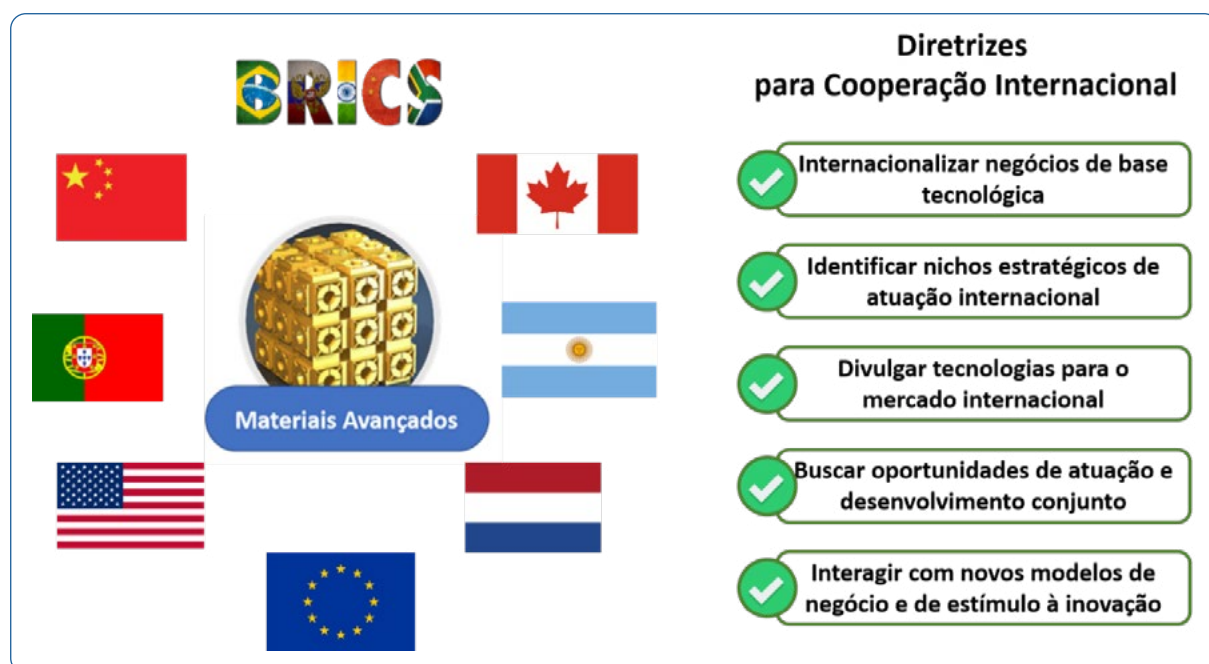 BRICS
Materiais Avançados
Diretrizes
para Cooperação Internacional
Internacionalizar negócios de base
tecnológica
Identificar nichos estratégicos de
atuação internacional
Divulgar tecnologias para o
mercado internacional
Buscar oportunidades de atuação e
desenvolvimento conjunto
Interagir com novos modelos de
negócio e de estímulo à inovação